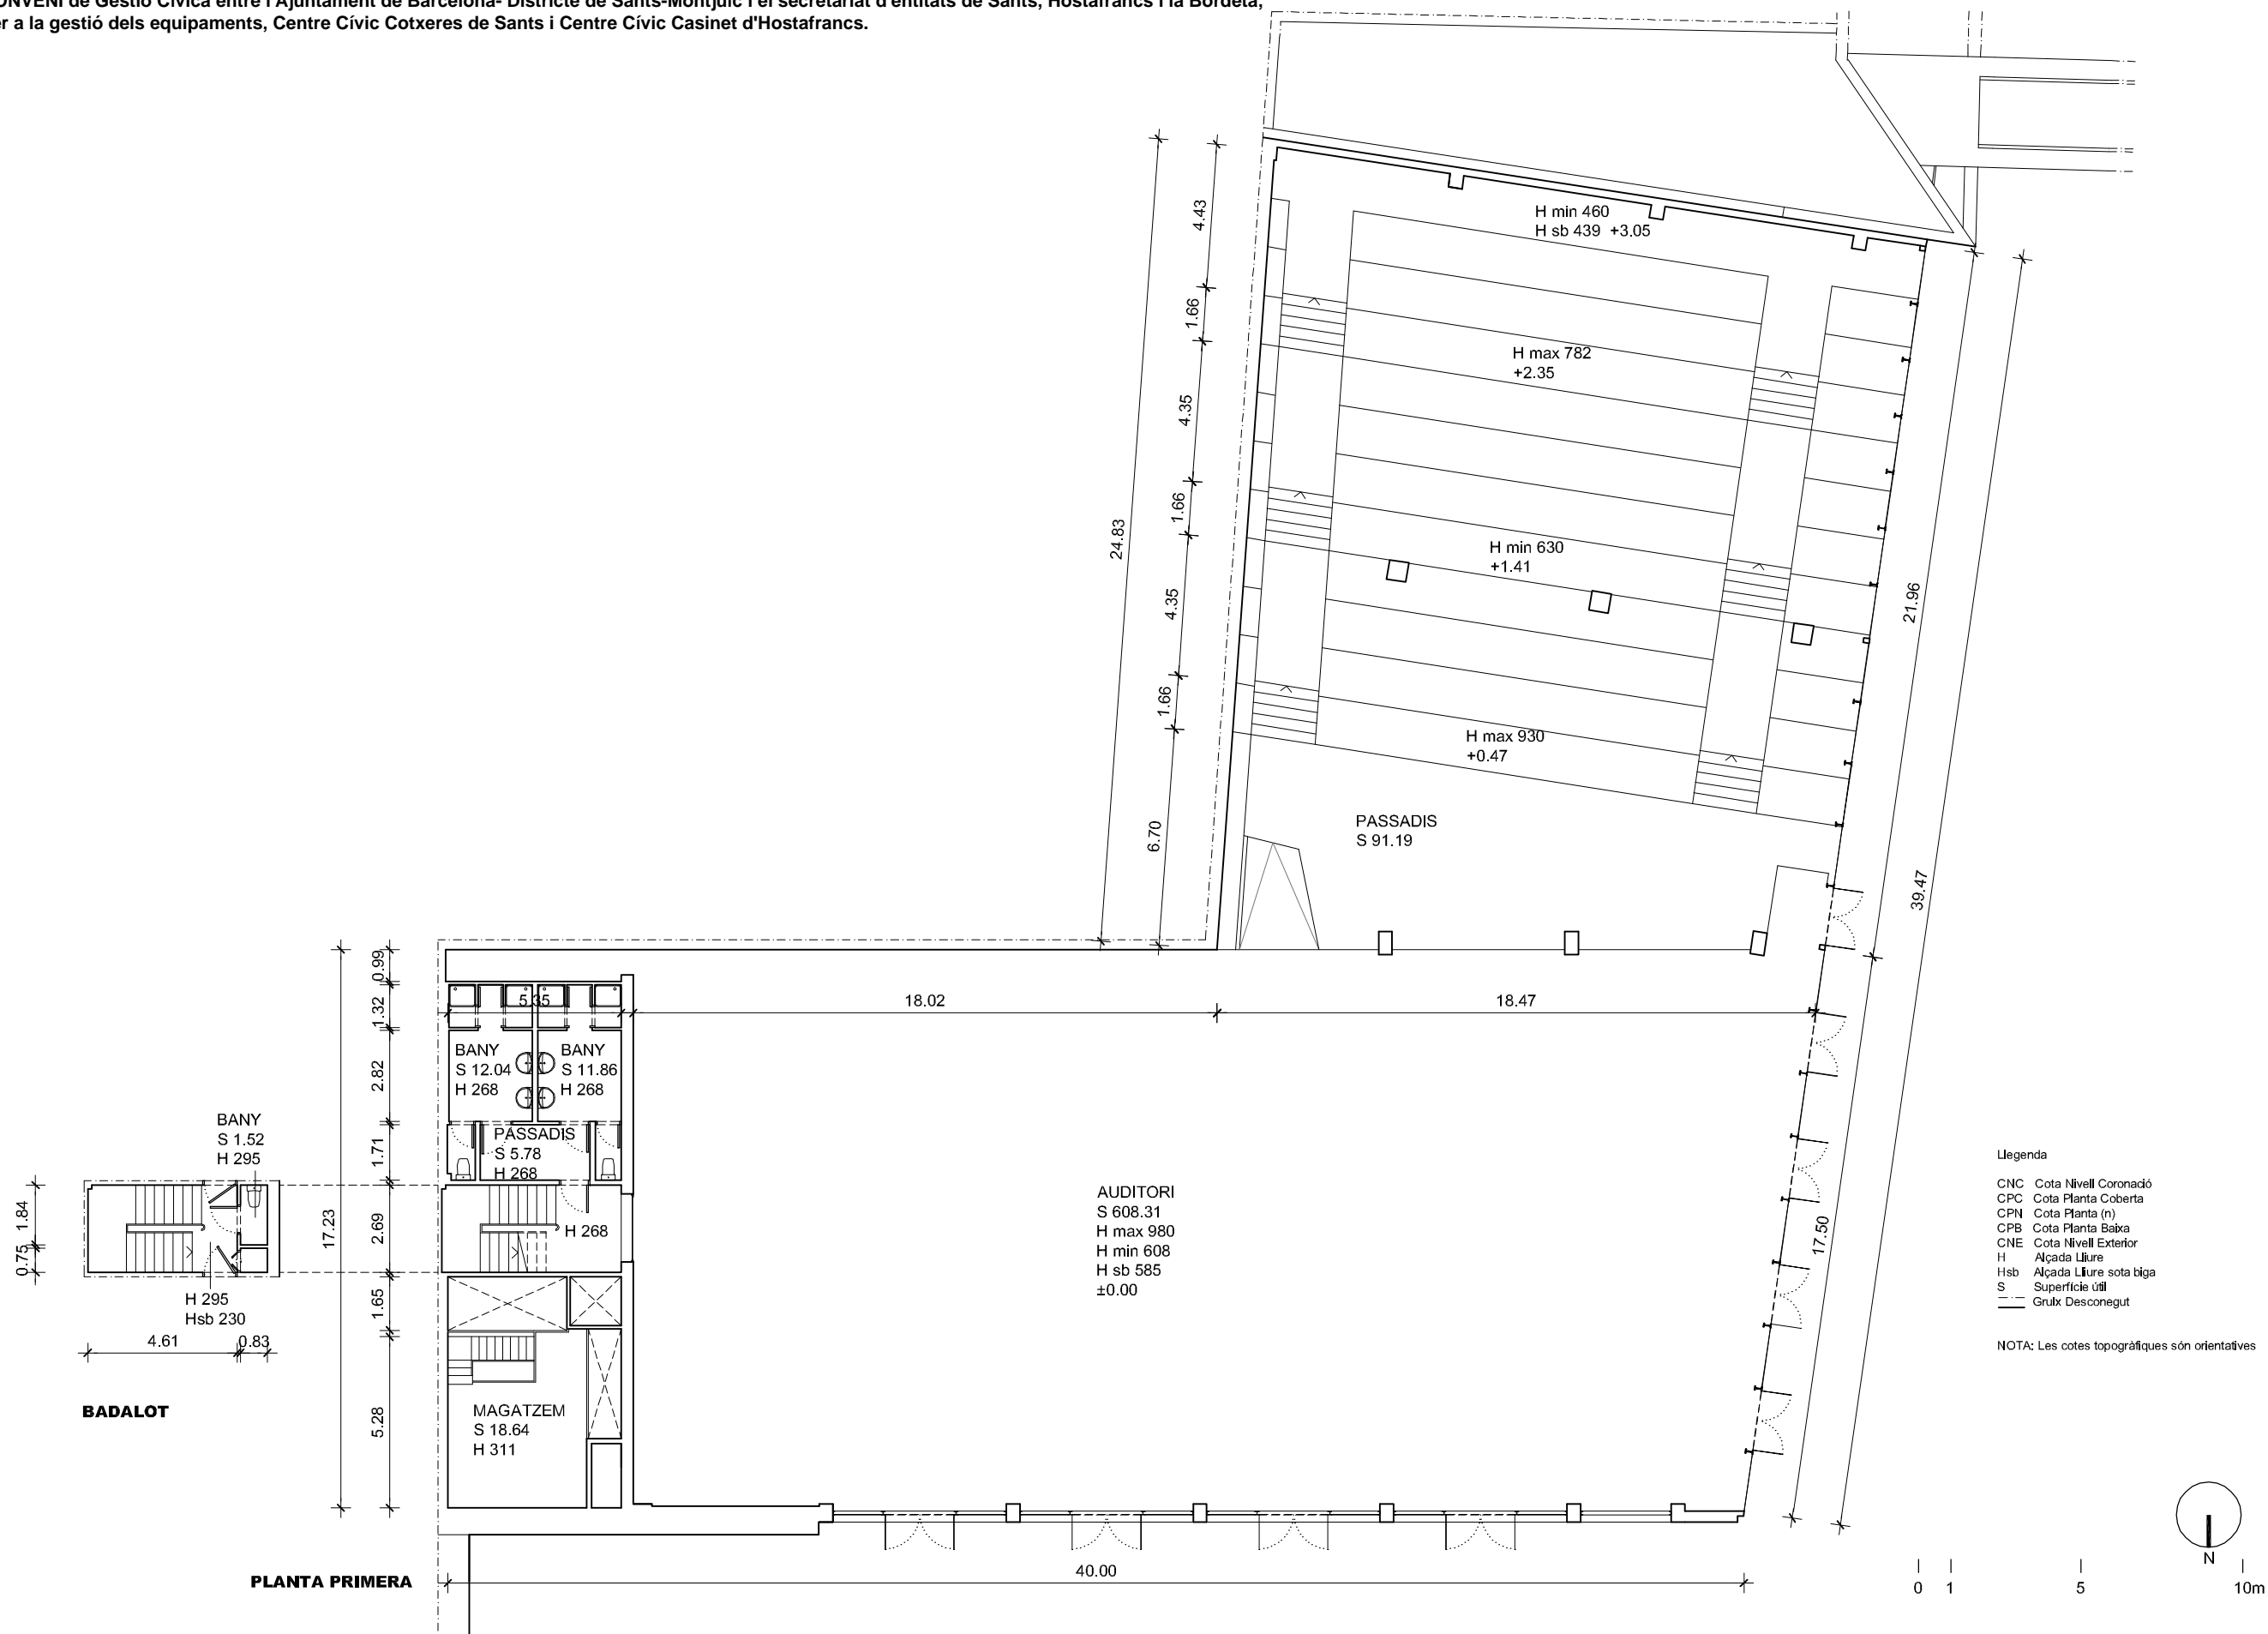 ONVENI de Gestió Cívica entre l'Ajuntament de Barcelona- Districte de Sants-Montjuïc i el secretariat d'entitats de Sants, Hostafrancs i la Bordeta,
er a la gestió dels equipaments, Centre Cívic Cotxeres de Sants i Centre Cívic Casinet d'Hostafrancs.
H min 460
H sb 439 +3.05
H max 782
+2.35
H min 630
+1.41
H max 930
+0.47
PASSADIS
S 91.19
4.43
1.66
4.35
1.66
4.35
1.66
6.70
24.83
21.96
39.47
17.50
0.99
1.32
2.82
1.71
2.69
1.65
5.28
17.23
5.35
18.02
18.47
BANY
S 12.04
H 268
BANY
S 11.86
H 268
PASSADIS
S 5.78
H 268
H 268
BANY
S 1.52
H 295
1.84
0.75
H 295
Hsb 230
4.61
0.83
BADALOT
MAGATZEM
S 18.64
H 311
AUDITORI
S 608.31
H max 980
H min 608
H sb 585
±0.00
Llegenda
CNC Cota Nivell Coronació
CPC Cota Planta Coberta
CPN Cota Planta (n)
CPB Cota Planta Baixa
CNE Cota Nivell Exterior
H Alçada Lliure
Hsb Alçada Lliure sota biga
S Superfície útil
Gruix Desconegut
NOTA: Les cotes topogràfiques són orientatives
PLANTA PRIMERA
40.00
N
0 1 5 10m